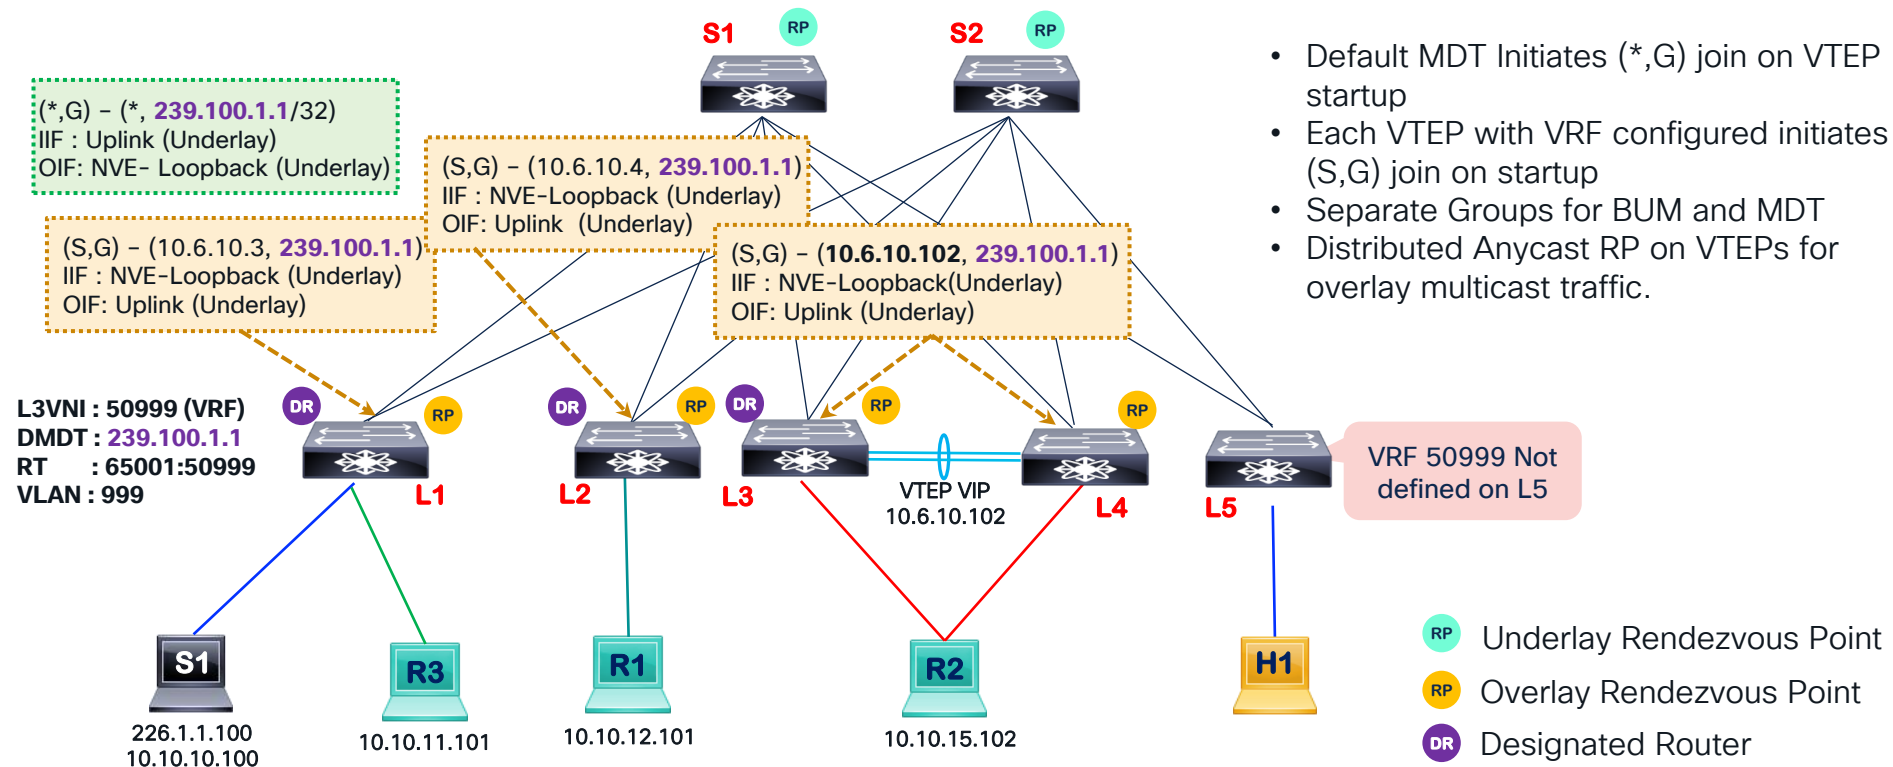 S1
RP
S2
RP
• Default MDT Initiates (*,G) join on VTEP
startup
• Each VTEP with VRF configured initiates
(S,G) join on startup
• Separate Groups for BUM and MDT
• Distributed Anycast RP on VTEPs for
overlay multicast traffic.
(*,G) – (*, 239.100.1.1/32)
IIF : Uplink (Underlay)
OIF: NVE- Loopback (Underlay)
(S,G) – (10.6.10.4, 239.100.1.1)
IIF : NVE-Loopback (Underlay)
OIF: Uplink (Underlay)
(S,G) – (10.6.10.3, 239.100.1.1)
IIF : NVE-Loopback (Underlay)
OIF: Uplink (Underlay)
(S,G) – (10.6.10.102, 239.100.1.1)
IIF : NVE-Loopback(Underlay)
OIF: Uplink (Underlay)
L3VNI : 50999 (VRF)
DMDT : 239.100.1.1
RT : 65001:50999
VLAN : 999
DR
RP
L1
DR
RP
L2
DR
RP
L3
VTEP VIP
10.6.10.102
RP
L4
L5
VRF 50999 Not
defined on L5
S1
226.1.1.100
10.10.10.100
R3
10.10.11.101
R1
10.10.12.101
R2
10.10.15.102
H1
RP Underlay Rendezvous Point
RP Overlay Rendezvous Point
DR Designated Router